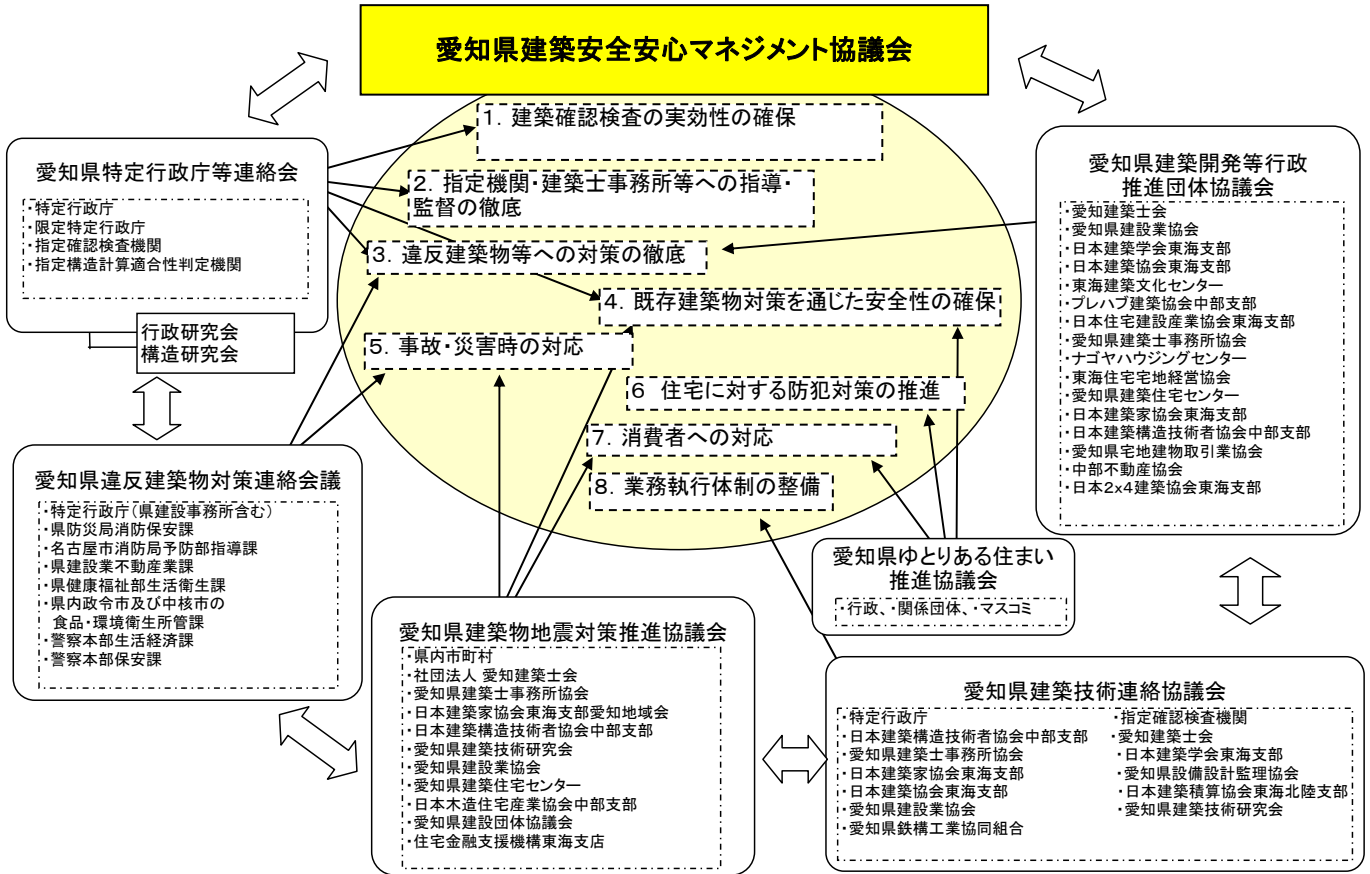 愛知県建築安全安心マネジメント協議会
1．建築確認検査の実効性の確保
2．指定機関・建築士事務所等への指導・
監督の徹底
3．違反建築物等への対策の徹底
4．既存建築物対策を通じた安全性の確保
5．事故・災害時の対応
6 住宅に対する防犯対策の推進
7．消費者への対応
8．業務執行体制の整備
愛知県特定行政庁等連絡会
・特定行政庁
・限定特定行政庁
・指定確認検査機関
・指定構造計算適合性判定機関
行政研究会
構造研究会
愛知県違反建築物対策連絡会議
・特定行政庁（県建設事務所含む）
・県防災局消防保安課
・名古屋市消防局予防部指導課
・県建設業不動産業課
・県健康福祉部生活衛生課
・県内政令市及び中核市の
食品・環境衛生所管課
・警察本部生活経済課
・警察本部保安課
愛知県建築物地震対策推進協議会
・県内市町村
・社団法人 愛知建築士会
・愛知県建築士事務所協会
・日本建築家協会東海支部愛知地域会
・日本建築構造技術者協会中部支部
・愛知県建築技術研究会
・愛知県建設業協会
・愛知県建築住宅センター
・日本木造住宅産業協会中部支部
・愛知県建設団体協議会
・住宅金融支援機構東海支店
愛知県建築開発等行政
推進団体協議会
・愛知建築士会
・愛知県建設業協会
・日本建築学会東海支部
・日本建築協会東海支部
・東海建築文化センター
・プレハブ建築協会中部支部
・日本住宅建設産業協会東海支部
・愛知県建築士事務所協会
・ナゴヤハウジングセンター
・東海住宅宅地経営協会
・愛知県建築住宅センター
・日本建築家協会東海支部
・日本建築構造技術者協会中部支部
・愛知県宅地建物取引業協会
・中部不動産協会
・日本2x4建築協会東海支部
愛知県ゆとりある住まい
推進協議会
・行政、・関係団体、・マスコミ
愛知県建築技術連絡協議会
・特定行政庁
・日本建築構造技術者協会中部支部
・愛知県建築士事務所協会
・日本建築家協会東海支部
・日本建築協会東海支部
・愛知県建設業協会
・愛知県鉄構工業協同組合
・指定確認検査機関
・愛知建築士会
・日本建築学会東海支部
・愛知県設備設計監理協会
・日本建築積算協会東海北陸支部
・愛知県建築技術研究会